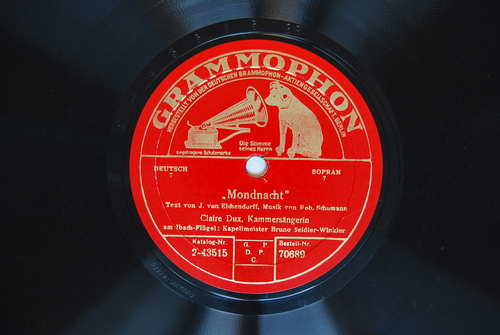 GRAMMOPHON
HERGESTELLT VON DER DEUTSCHEN GRAMMOPHON-AKTIENGESELLSCHAFT, BERLIN
Die Stimme
seines Herrn
Eingetragene Schutzmarke
DEUTSCH SOPRAN
7 7
„Mondnacht"
Text von J. von Eichendorff, Musik von Rob. Schumann
Claire Dux, Kammersängerin
am Ibach-Flügel: Kapellmeister Bruno Seidler-Winkler
Katalog-Nr. G. P. Bestell-Nr.
2-43515 D. P. 70689
C.